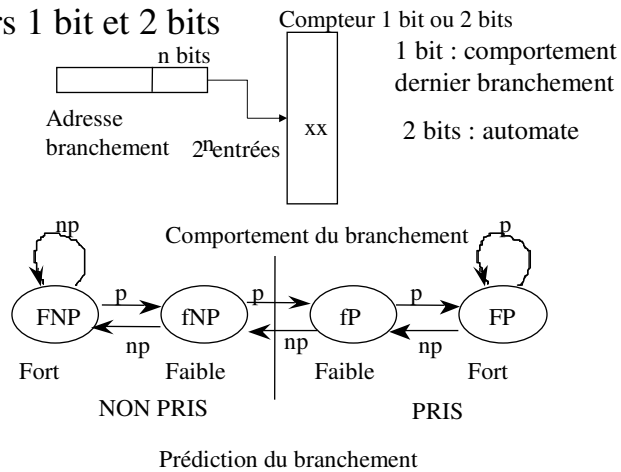 rs 1 bit et 2 bits
Compteur 1 bit ou 2 bits
n bits
1 bit : comportement
dernier branchement
Adresse
branchement
2n entrées
xx
2 bits : automate
np
Comportement du branchement
p
p
p
p
FNP
fNP
fP
FP
np
np
np
Fort
Faible
Faible
Fort
NON PRIS
PRIS
Prédiction du branchement